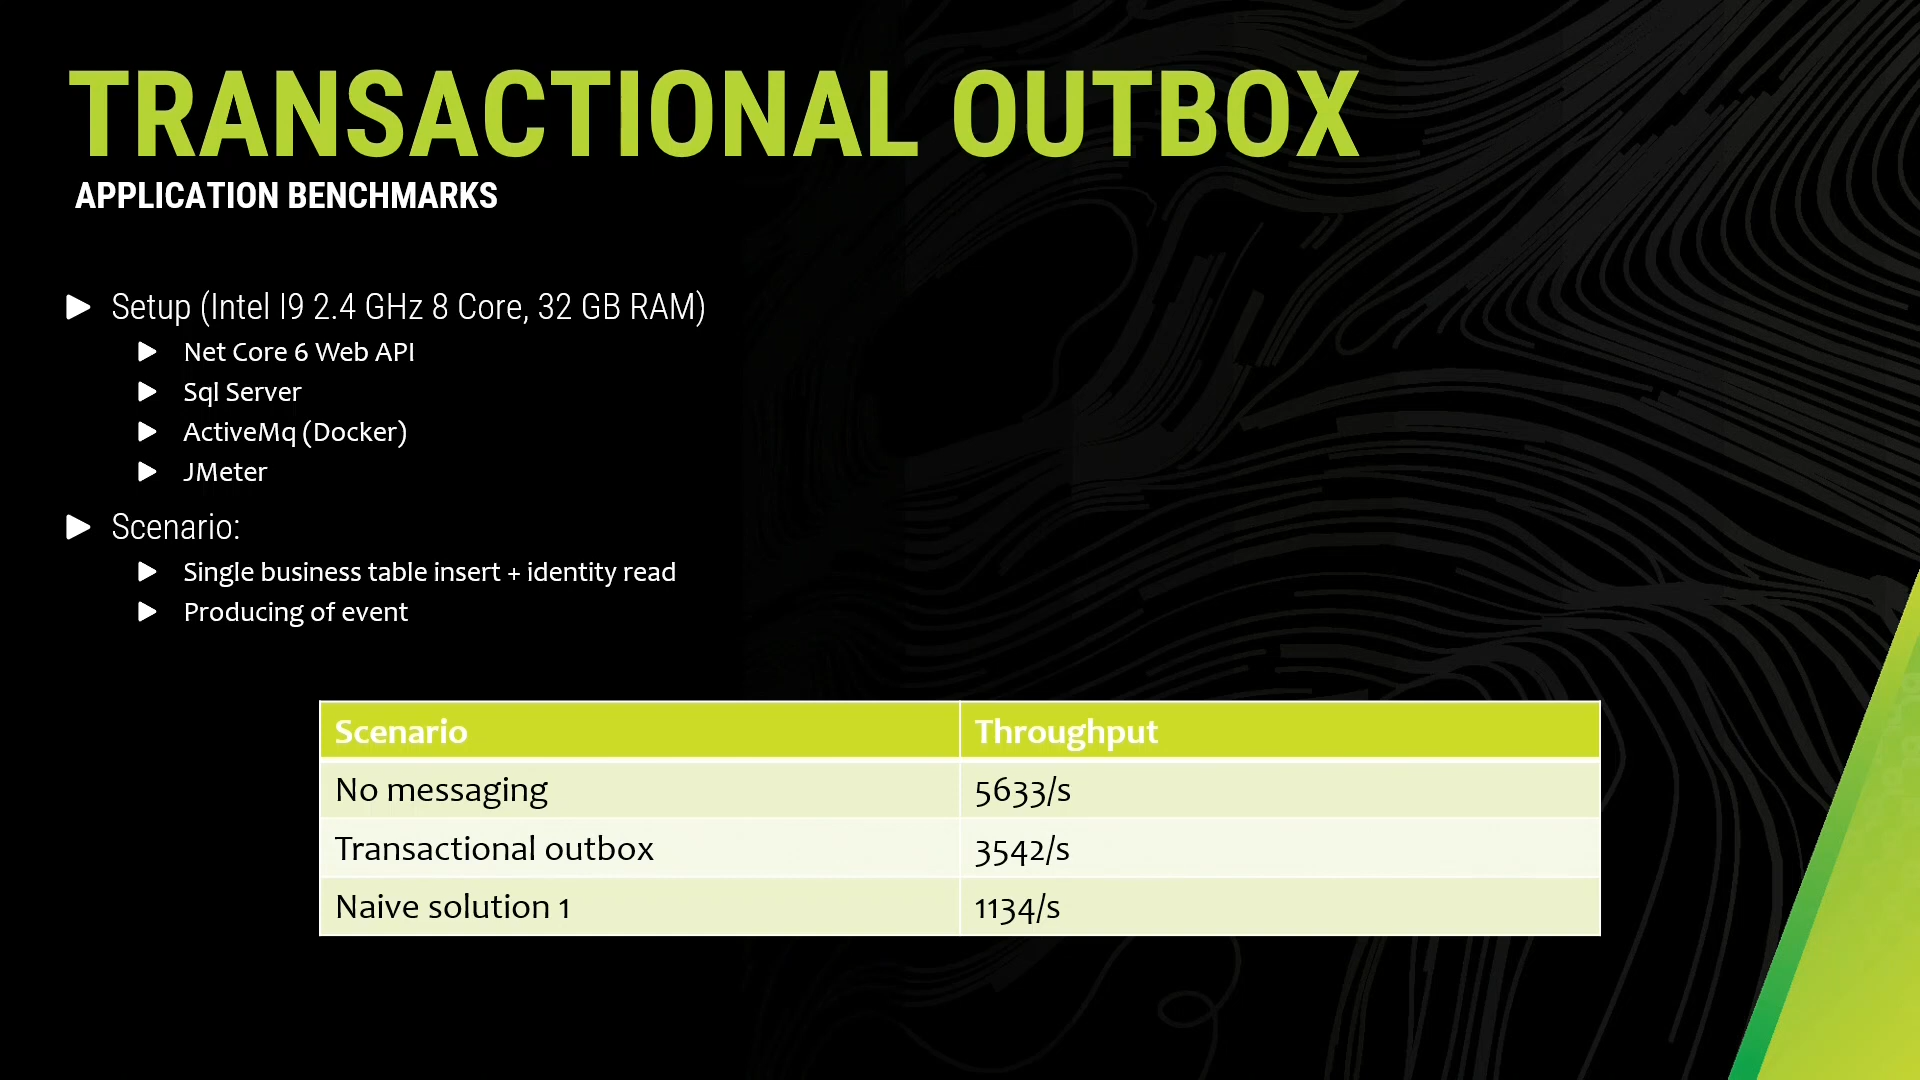 TRANSACTIONAL OUTBOX
APPLICATION BENCHMARKS
Setup (Intel I9 2.4 GHz 8 Core, 32 GB RAM)
Net Core 6 Web API
Sql Server
ActiveMq (Docker)
JMeter
Scenario:
Single business table insert + identity read
Producing of event
Scenario Throughput
No messaging 5633/s
Transactional outbox 3542/s
Naive solution 1 1134/s